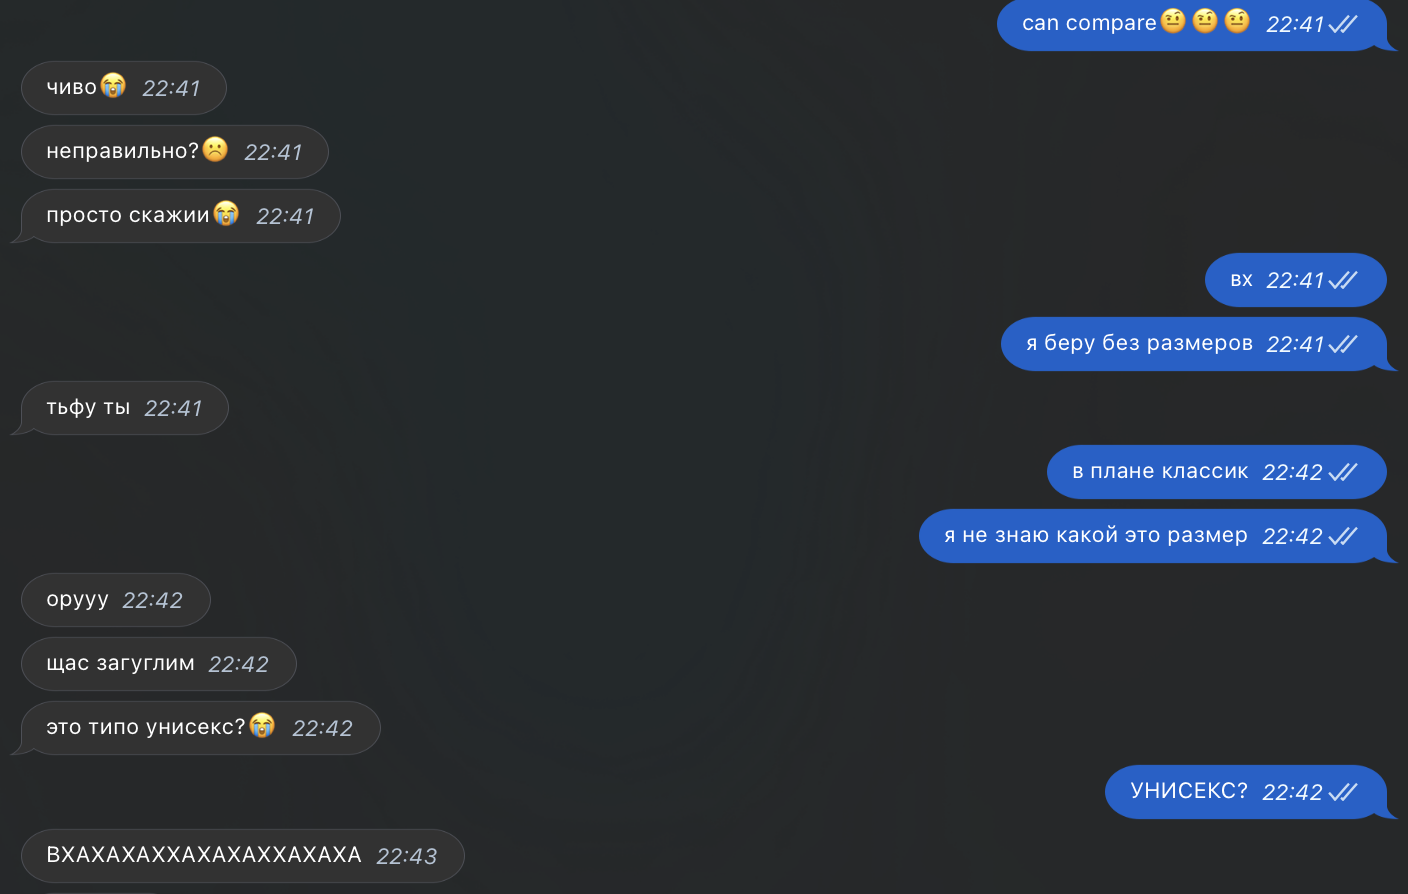 can compare🤨🤨🤨 22:41
чиво😭 22:41
неправильно?☹️ 22:41
просто скажии😭 22:41
вх 22:41
я беру без размеров 22:41
тьфу ты 22:41
в плане классик 22:42
я не знаю какой это размер 22:42
орууу 22:42
щас загуглим 22:42
это типо унисекс?😭 22:42
УНИСЕКС? 22:42
ВХАХАХАХХАХАХАХХАХАХА 22:43